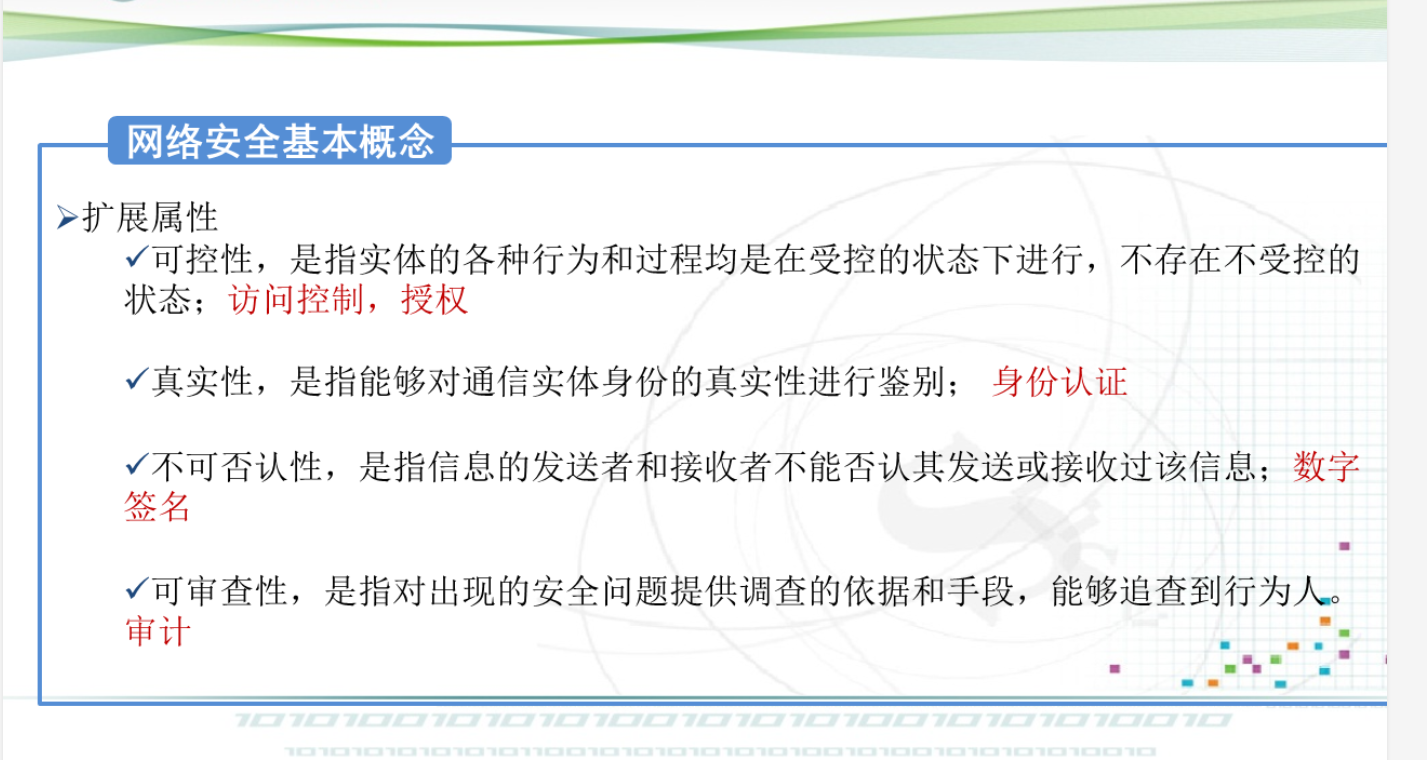 网络安全基本概念
➢扩展属性
✓可控性，是指实体的各种行为和过程均是在受控的状态下进行，不存在不受控的
状态；访问控制，授权
✓真实性，是指能够对通信实体身份的真实性进行鉴别； 身份认证
✓不可否认性，是指信息的发送者和接收者不能否认其发送或接收过该信息；数字
签名
✓可审查性，是指对出现的安全问题提供调查的依据和手段，能够追查到行为人。
审计